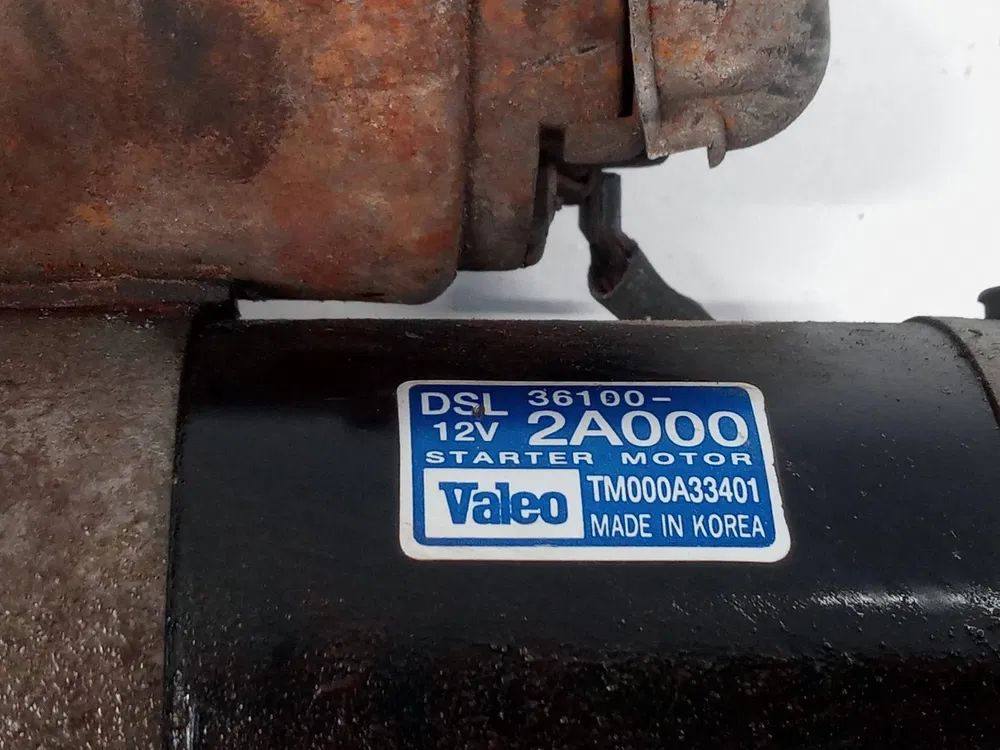 DSL 36100-
12V 2A000
STARTER MOTOR
Valeo TM000A33401
MADE IN KOREA